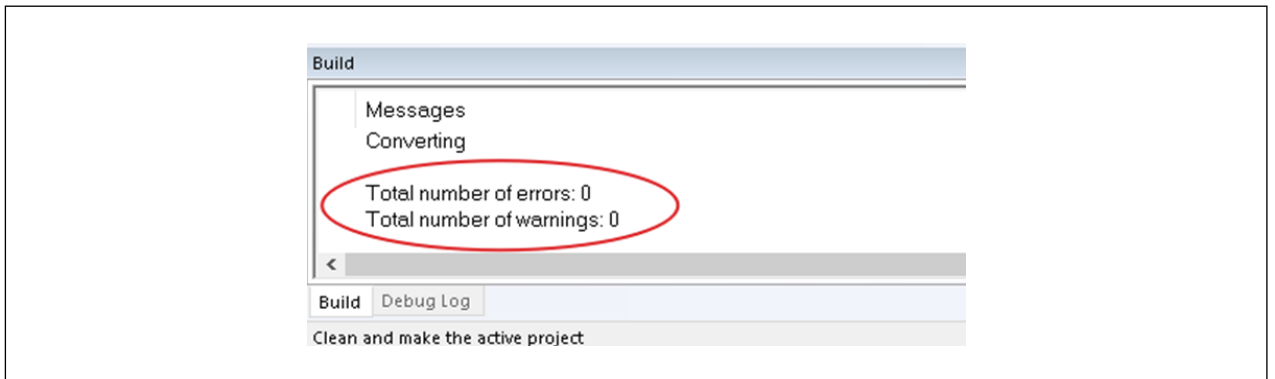 Build
Messages
Converting
Total number of errors: 0
Total number of warnings: 0
<
Build Debug Log
Clean and make the active project